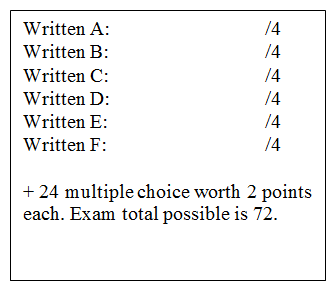 Written A: /4
Written B: /4
Written C: /4
Written D: /4
Written E: /4
Written F: /4
+ 24 multiple choice worth 2 points
each. Exam total possible is 72.